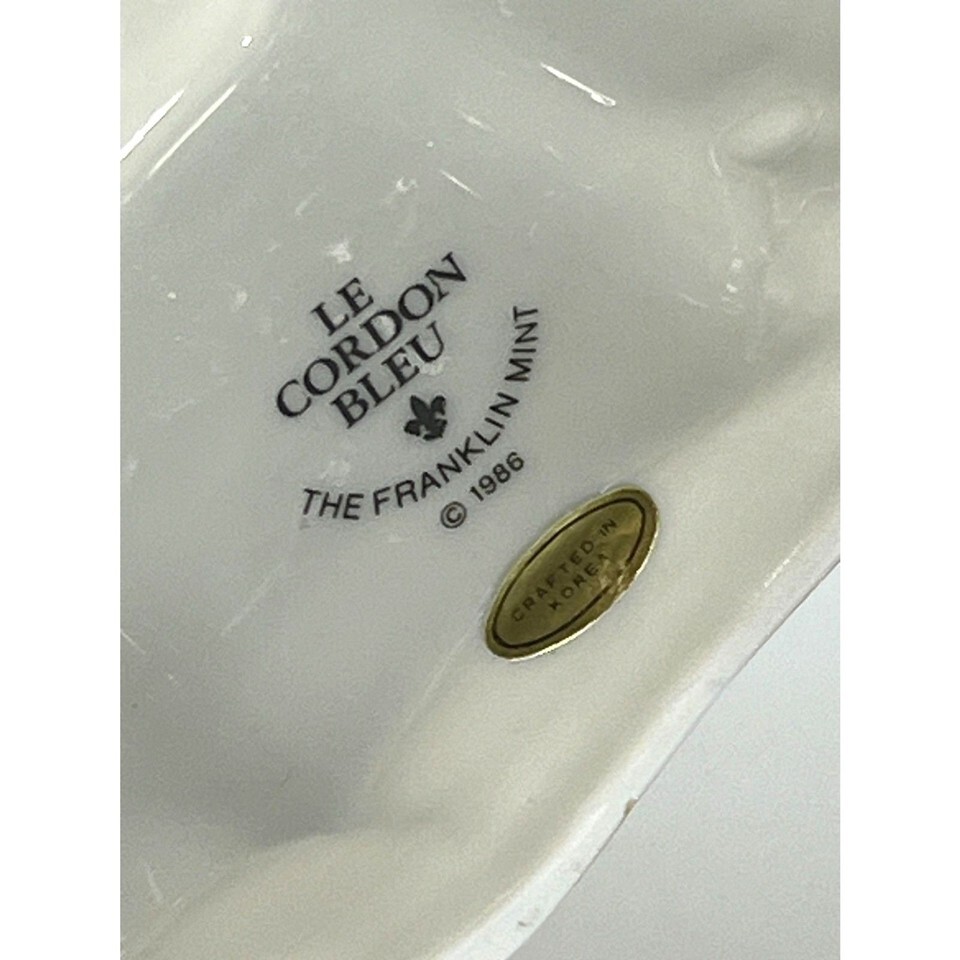 LE
CORDON
BLEU
THE FRANKLIN MINT
© 1986
CRAFTED IN
KOREA